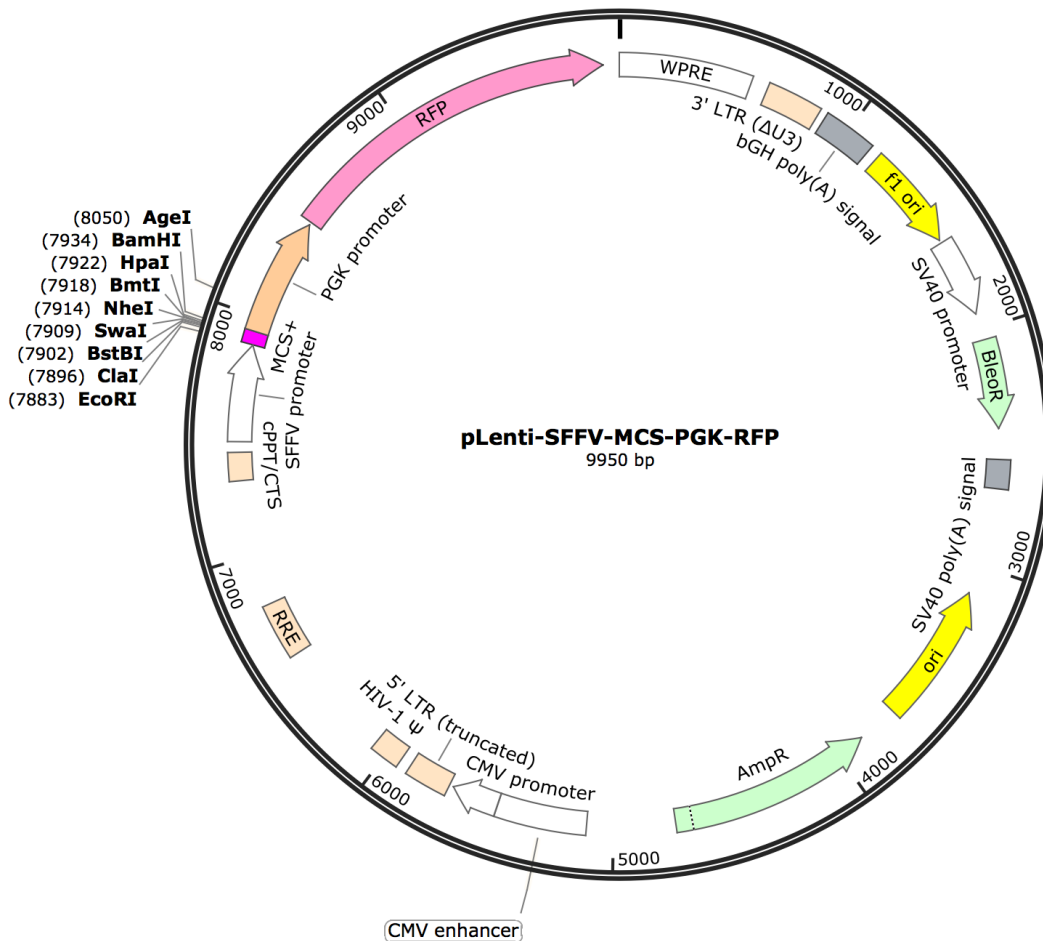 WPRE
3' LTR (ΔU3)
bGH poly(A) signal
1000
f1 ori
SV40 promoter
2000
BleoR
SV40 poly(A) signal
3000
ori
4000
AmpR
5000
CMV promoter
CMV enhancer
5' LTR (truncated)
HIV-1 Ψ
6000
RRE
7000
cPPT/CTS
SFFV promoter
MCS+
8000
PGK promoter
RFP
9000
(8050) AgeI
(7934) BamHI
(7922) HpaI
(7918) BmtI
(7914) NheI
(7909) SwaI
(7902) BstBI
(7896) ClaI
(7883) EcoRI
pLenti-SFFV-MCS-PGK-RFP
9950 bp